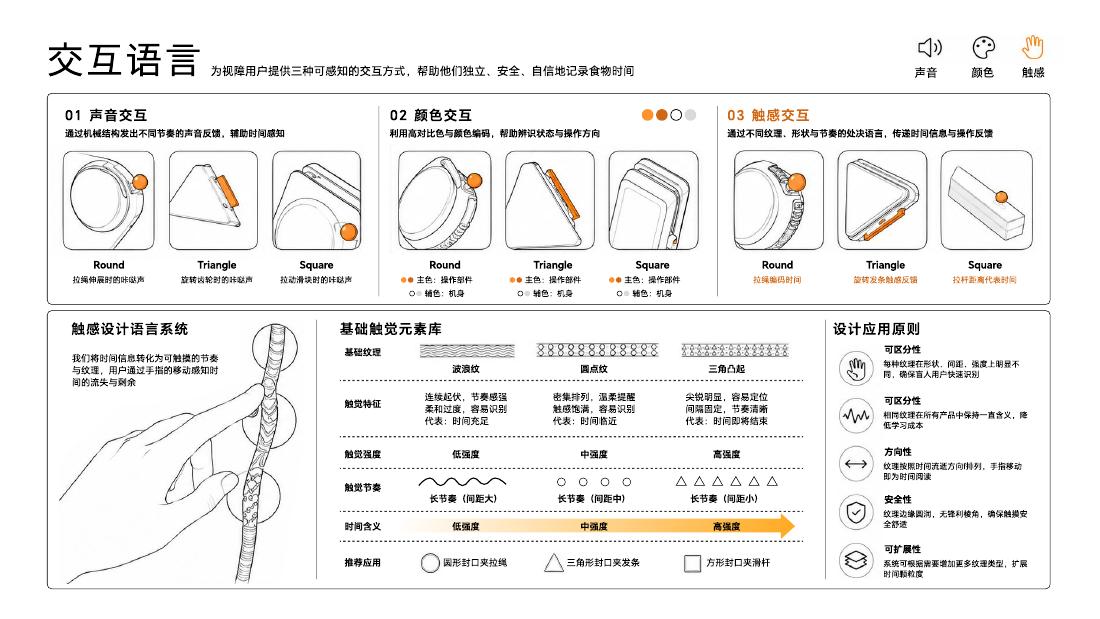 交互语言
为视障用户提供三种可感知的交互方式，帮助他们独立、安全、自信地记录食物时间
声音
颜色
触感
01 声音交互
通过机械结构发出不同节奏的声音反馈，辅助时间感知
Round
拉绳伸展时的咔哒声
Triangle
旋转齿轮时的咔哒声
Square
拉动滑块时的咔哒声
02 颜色交互
利用高对比色与颜色编码，帮助辨识状态与操作方向
Round
主色：操作部件
辅色：机身
Triangle
主色：操作部件
辅色：机身
Square
主色：操作部件
辅色：机身
03 触感交互
通过不同纹理、形状与节奏的处决语言，传递时间信息与操作反馈
Round
拉绳编码时间
Triangle
旋转发条触感反馈
Square
拉杆距离代表时间
触感设计语言系统
我们将时间信息转化为可触摸的节奏
与纹理，用户通过手指的移动感知时
间的流失与剩余
基础触觉元素库
基础纹理
波浪纹
圆点纹
三角凸起
触觉特征
连续起伏，节奏感强
柔和过度，容易识别
代表：时间充足
密集排列，温柔提醒
触感饱满，容易识别
代表：时间临近
尖锐明显，容易定位
间隔固定，节奏清晰
代表：时间即将结束
触觉强度
低强度
中强度
高强度
触觉节奏
长节奏（间距大）
长节奏（间距中）
长节奏（间距小）
时间含义
低强度
中强度
高强度
推荐应用
圆形封口夹拉绳
三角形封口夹发条
方形封口夹滑杆
设计应用原则
可区分性
每种纹理在形状，间距，强度上明显不
同，确保盲人用户快速识别
可区分性
相同纹理在所有产品中保持一直含义，降
低学习成本
方向性
纹理按照时间流逝方向f排列，手指移动
即为时间阅读
安全性
纹理边缘圆润，无锋利棱角，确保触摸安
全舒适
可扩展性
系统可根据需要增加更多纹理类型，扩展
时间颗粒度